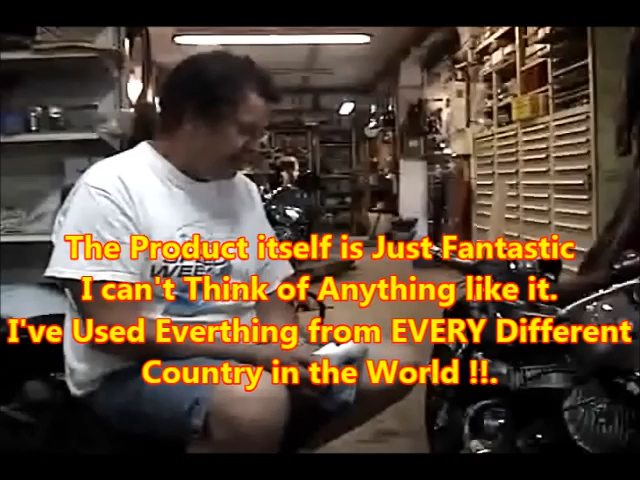 The Product itself is Just Fantastic
I can't Think of Anything like it.
I've Used Everthing from EVERY Different
Country in the World !!.